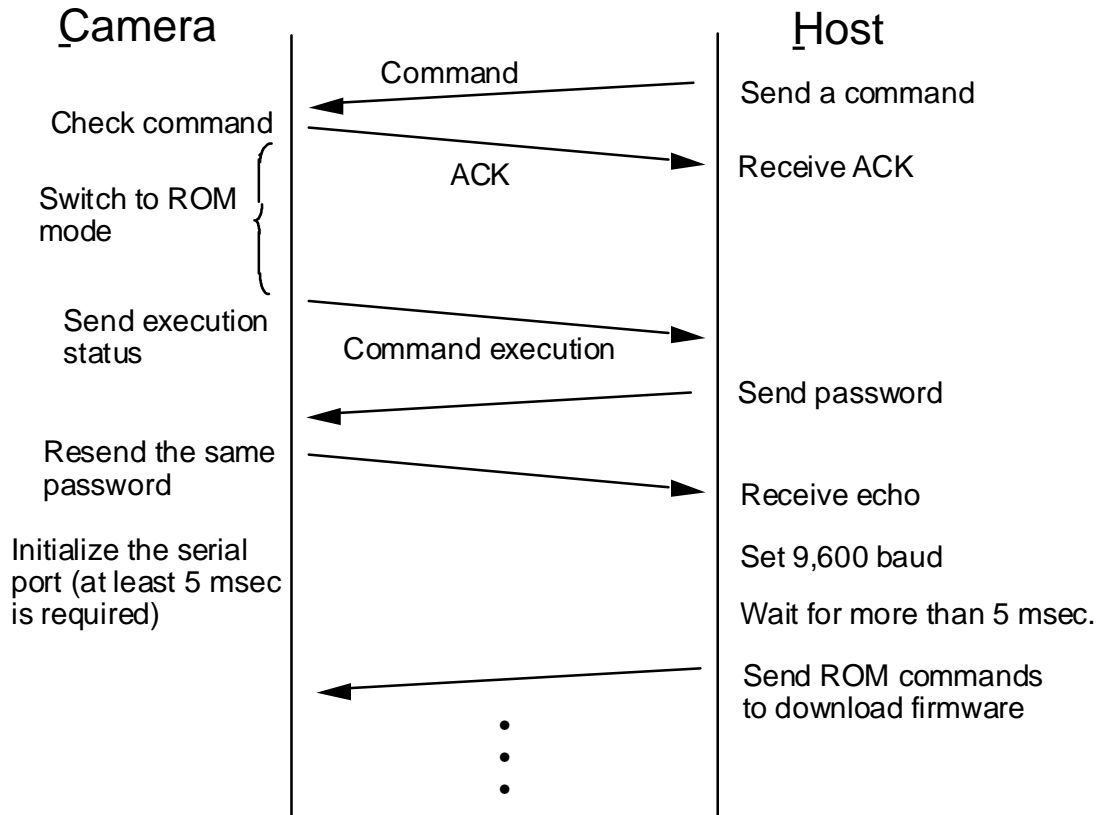 Camera
Host
Command
Send a command
Check command
ACK
Receive ACK
Switch to ROM
mode
Send execution
status
Command execution
Send password
Resend the same
password
Receive echo
Initialize the serial
port (at least 5 msec
is required)
Set 9,600 baud
Wait for more than 5 msec.
Send ROM commands
to download firmware